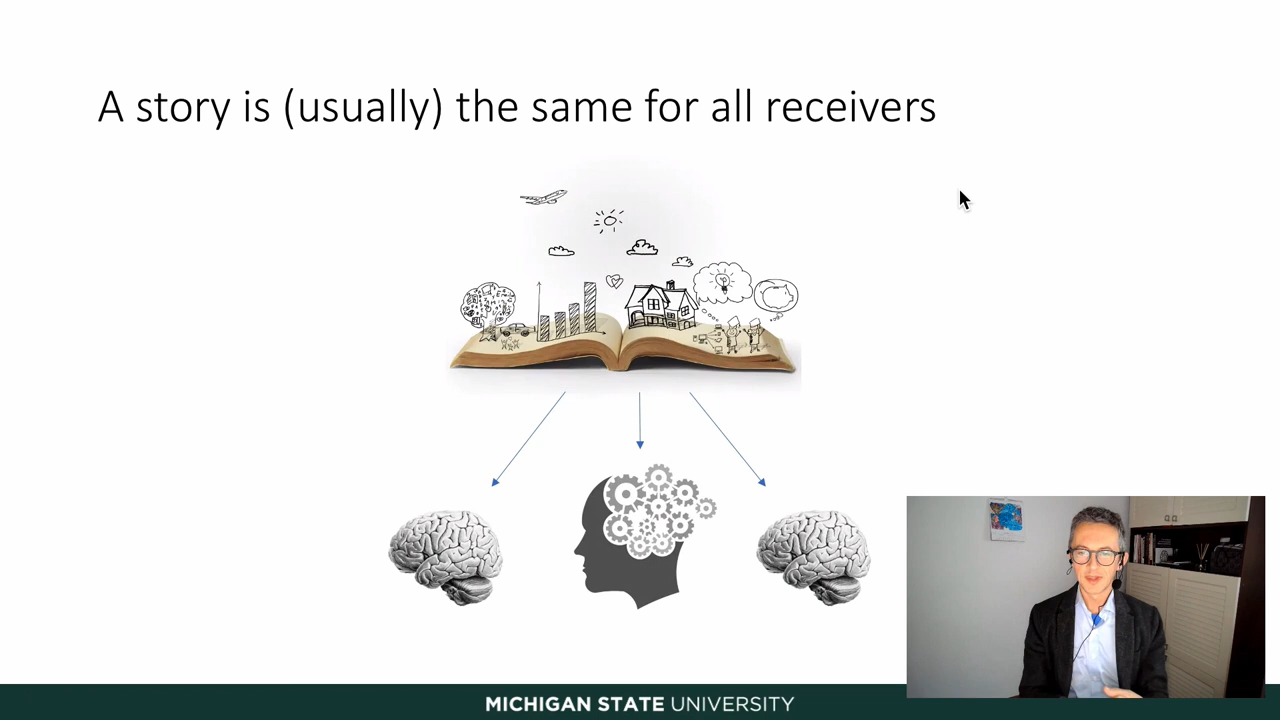 A story is (usually) the same for all receivers
MICHIGAN STATE UNIVERSITY